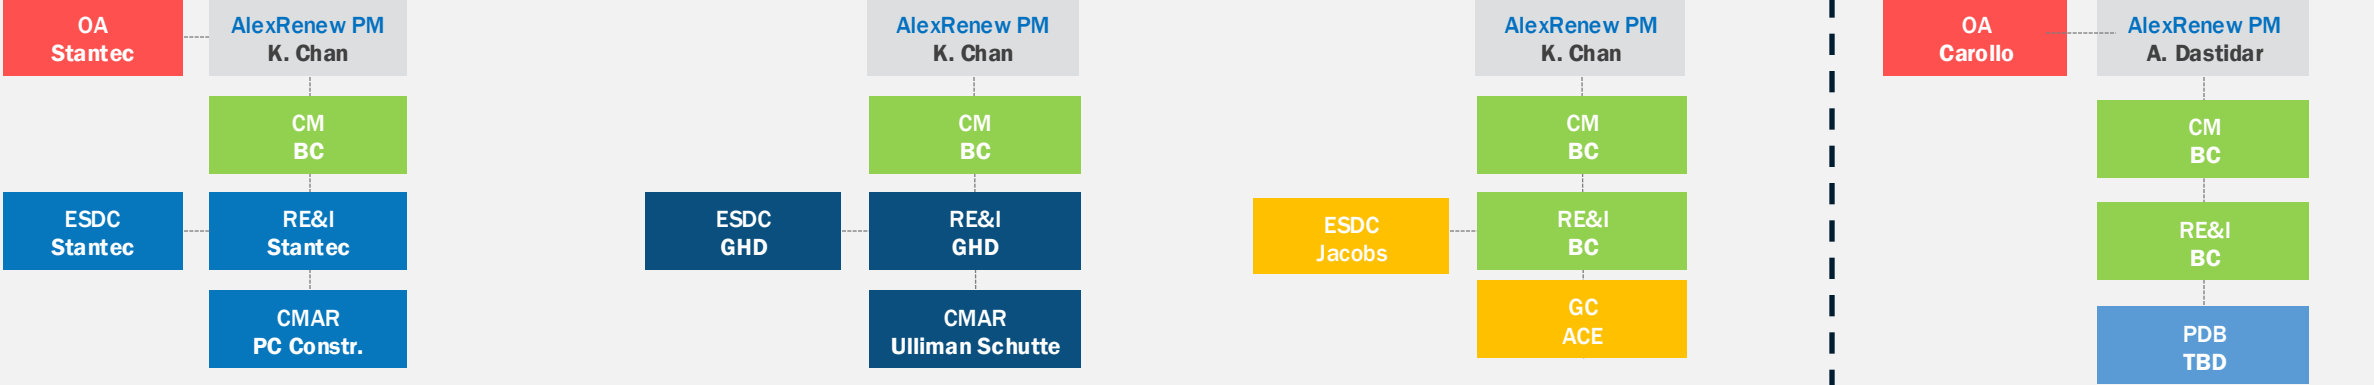 OA
Stantec
AlexRenew PM
K. Chan
CM
BC
ESDC
Stantec
RE&I
Stantec
CMAR
PC Constr.
AlexRenew PM
K. Chan
CM
BC
ESDC
GHD
RE&I
GHD
CMAR
Ulliman Schutte
AlexRenew PM
K. Chan
CM
BC
ESDC
Jacobs
RE&I
BC
GC
ACE
OA
Carollo
AlexRenew PM
A. Dastidar
CM
BC
RE&I
BC
PDB
TBD